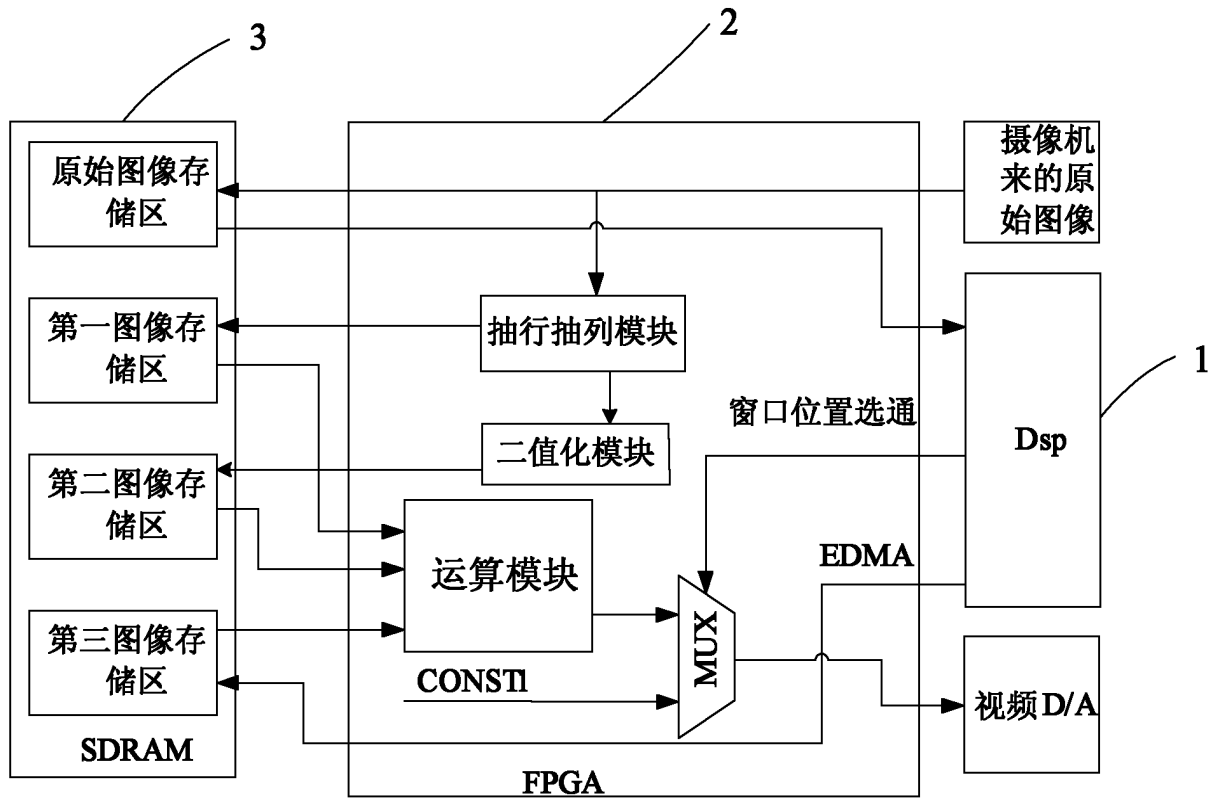 3
2
原始图像存
储区
摄像机
来的原
始图像
第一图像存
储区
抽行抽列模块
1
窗口位置选通
Dsp
二值化模块
第二图像存
储区
运算模块
EDMA
第三图像存
储区
MUX
CONST1
视频D/A
SDRAM
FPGA